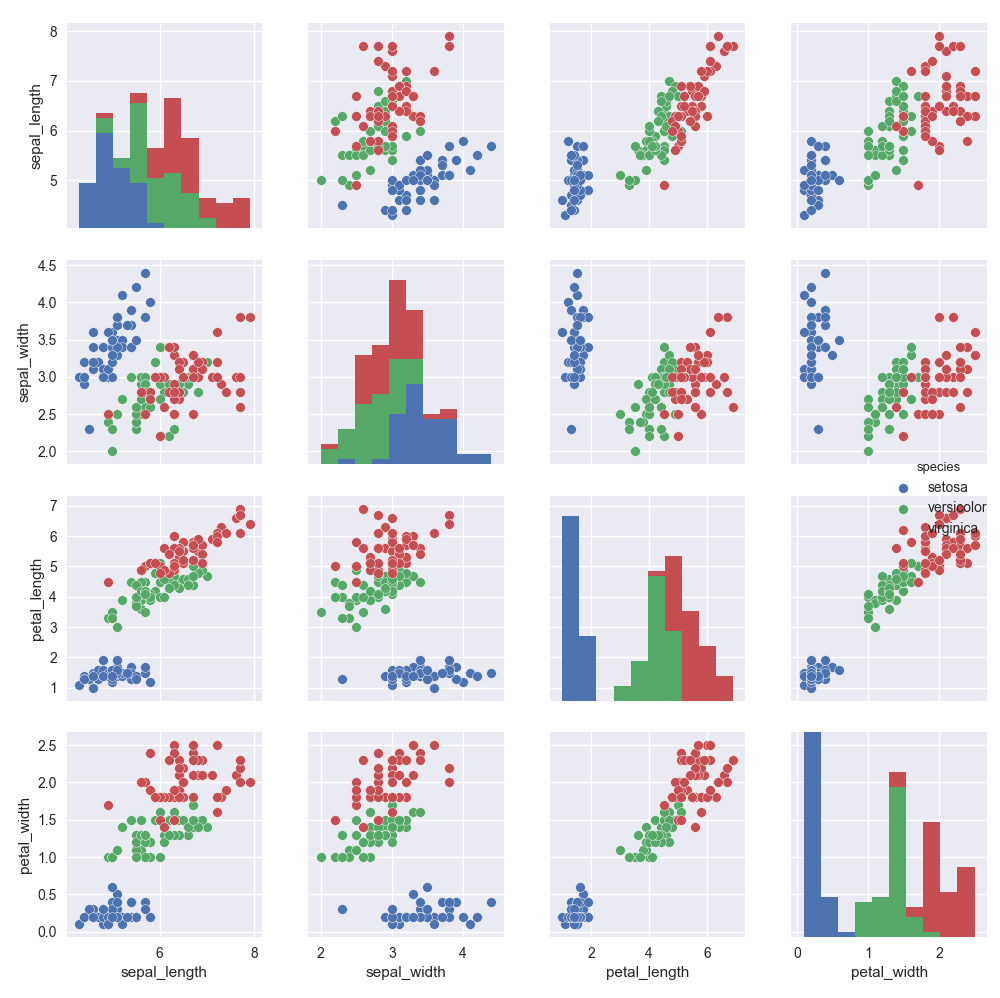 8
7
6
5
sepal_length
4.5
4.0
3.5
3.0
2.5
2.0
sepal_width
species
setosa
versicolor
virginica
7
6
5
4
3
2
1
petal_length
2.5
2.0
1.5
1.0
0.5
0.0
petal_width
6 8 2 3 4 2 4 6 0 1 2
sepal_length sepal_width petal_length petal_width